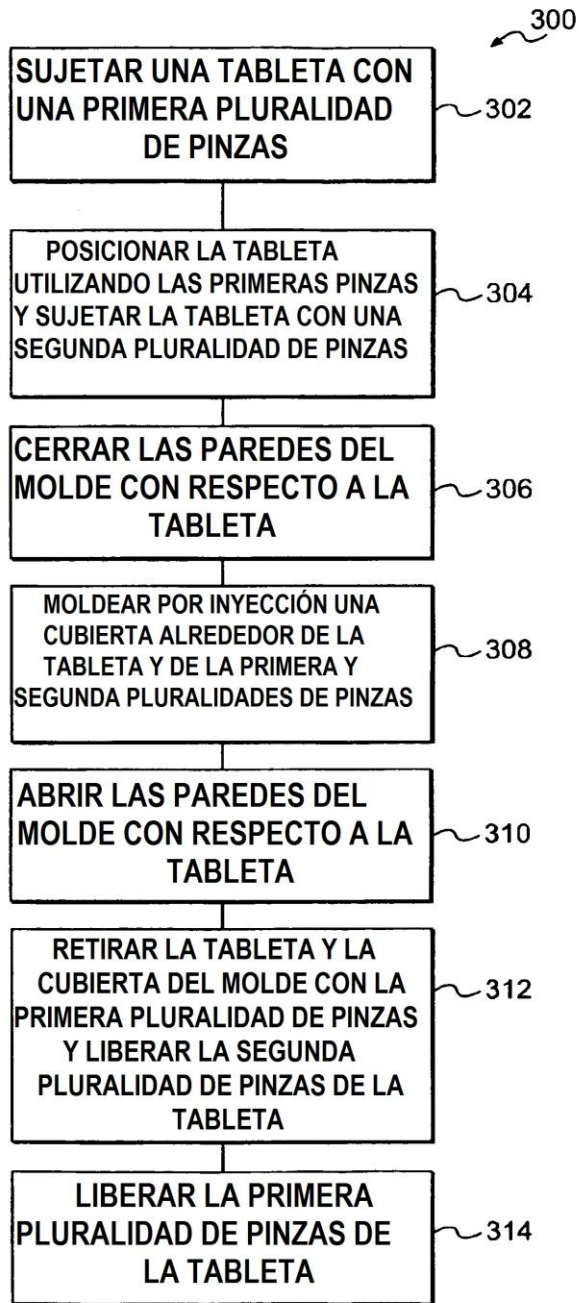 300
SUJETAR UNA TABLETA CON
UNA PRIMERA PLURALIDAD
DE PINZAS
302
POSICIONAR LA TABLETA
UTILIZANDO LAS PRIMERAS PINZAS
Y SUJETAR LA TABLETA CON UNA
SEGUNDA PLURALIDAD DE PINZAS
304
CERRAR LAS PAREDES DEL
MOLDE CON RESPECTO A LA
TABLETA
306
MOLDEAR POR INYECCIÓN UNA
CUBIERTA ALREDEDOR DE LA
TABLETA Y DE LA PRIMERA Y
SEGUNDA PLURALIDADES DE PINZAS
308
ABRIR LAS PAREDES DEL
MOLDE CON RESPECTO A LA
TABLETA
310
RETIRAR LA TABLETA Y LA
CUBIERTA DEL MOLDE CON LA
PRIMERA PLURALIDAD DE PINZAS
Y LIBERAR LA SEGUNDA
PLURALIDAD DE PINZAS DE LA
TABLETA
312
LIBERAR LA PRIMERA
PLURALIDAD DE PINZAS DE
LA TABLETA
314